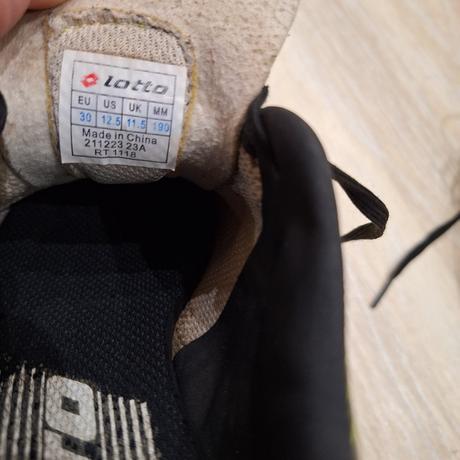 lotto
EU US UK MM
30 12.5 11.5 190
Made in China
211223 23A
RT 1118